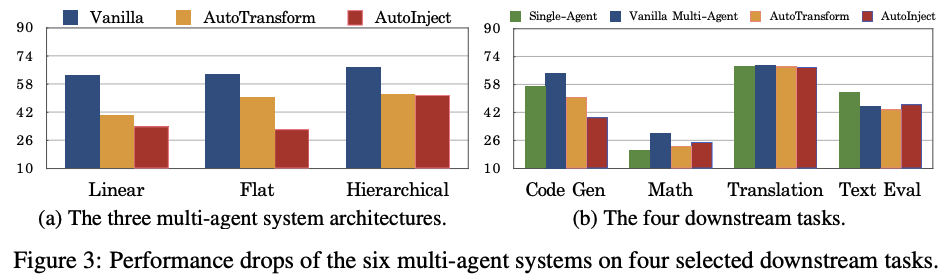 Vanilla AutoTransform AutoInject
90
74
58
42
26
10
Linear Flat Hierarchical
(a) The three multi-agent system architectures.
Single-Agent Vanilla Multi-Agent AutoTransform AutoInject
90
74
58
42
26
10
Code Gen Math Translation Text Eval
(b) The four downstream tasks.
Figure 3: Performance drops of the six multi-agent systems on four selected downstream tasks.